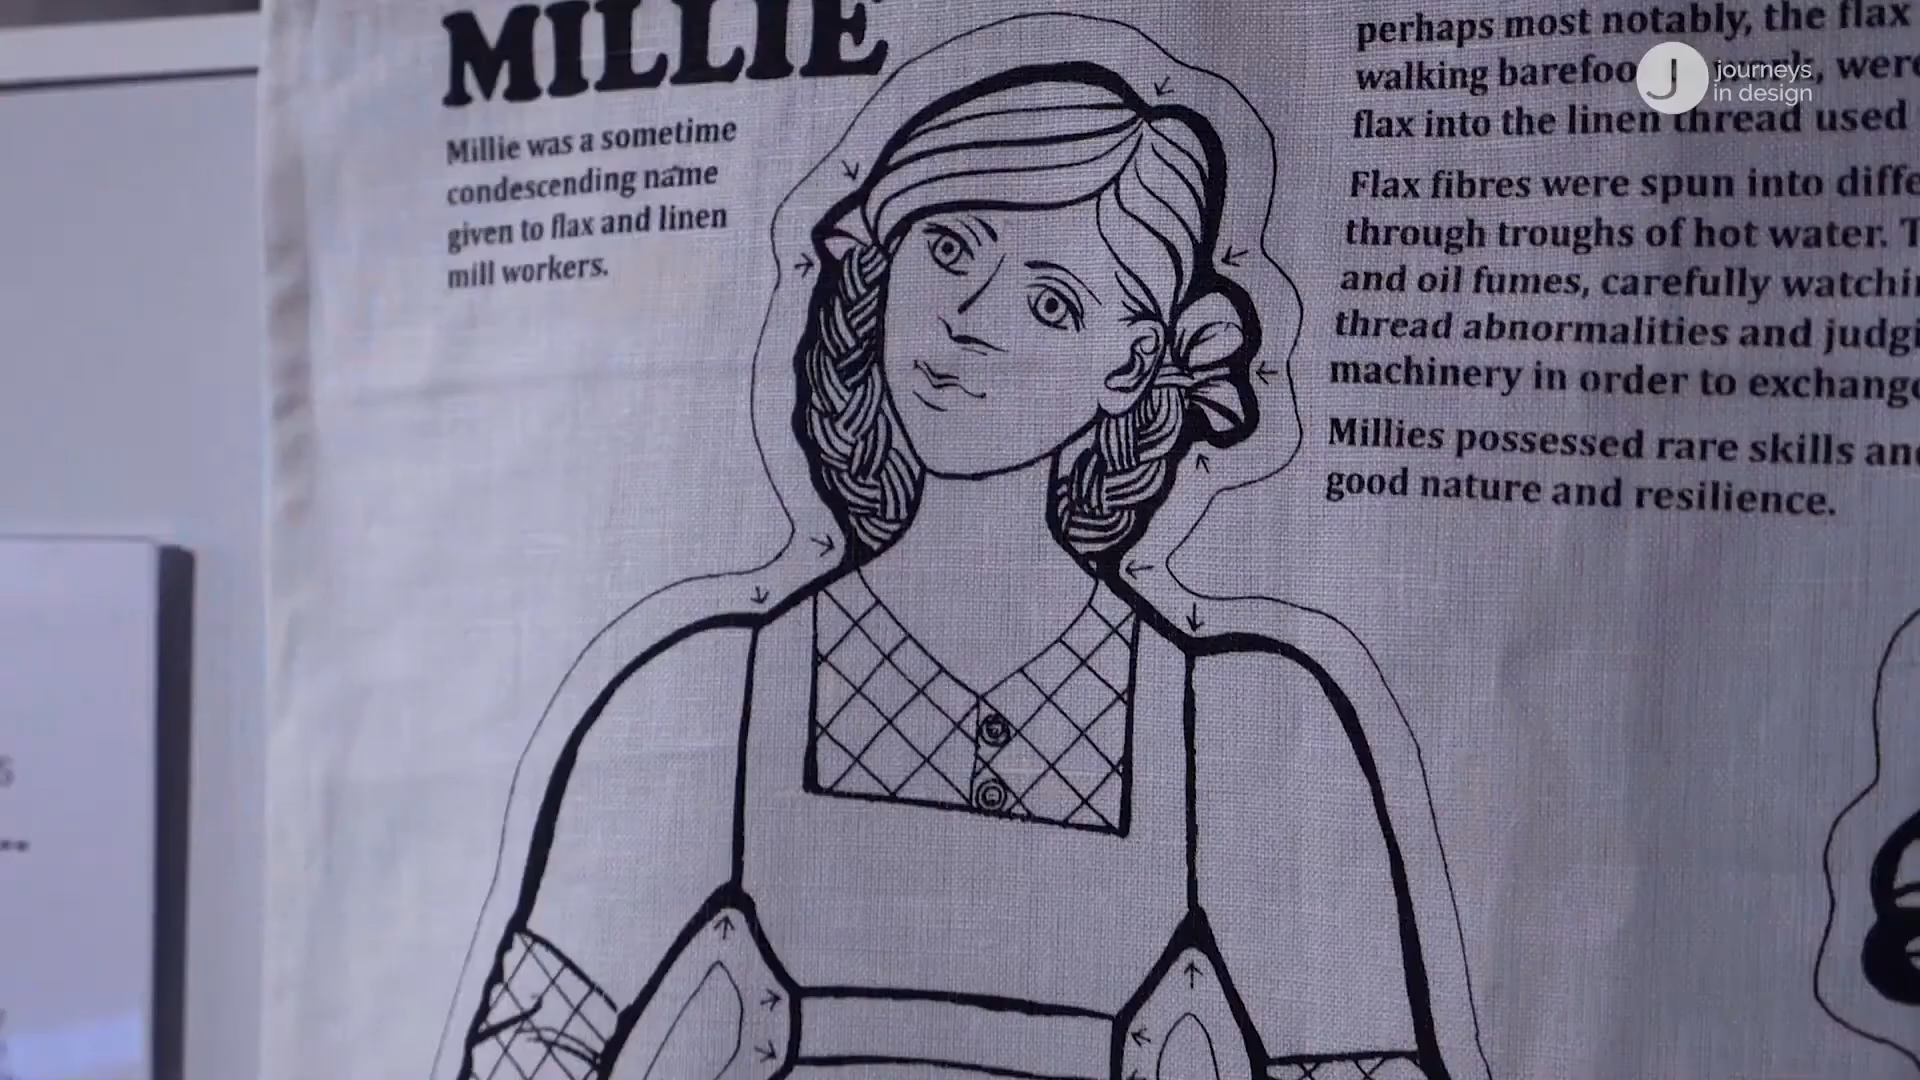 MILLIE
Millie was a sometime
condescending name
given to flax and linen
mill workers.
perhaps most notably, the flax
walking barefoo , were
flax into the linen thread used
Flax fibres were spun into diffe
through troughs of hot water. T
and oil fumes, carefully watchi
thread abnormalities and judgi
machinery in order to exchange
Millies possessed rare skills an
good nature and resilience.
J journeys
in design